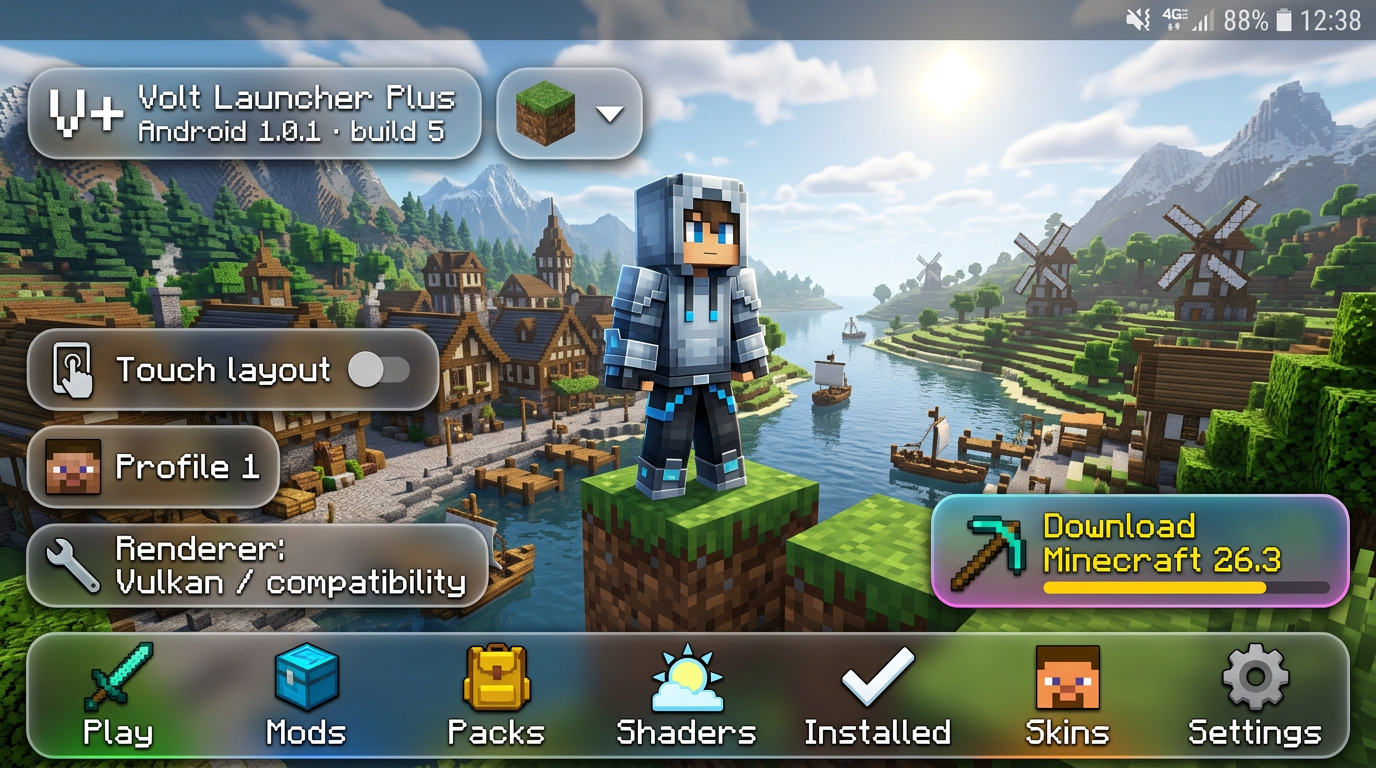 4G
88%
12:38
V+
Volt Launcher Plus
Android 1.0.1 · build 5
Touch layout
Profile 1
Renderer:
Vulkan / compatibility
Download
Minecraft 26.3
Play
Mods
Packs
Shaders
Installed
Skins
Settings